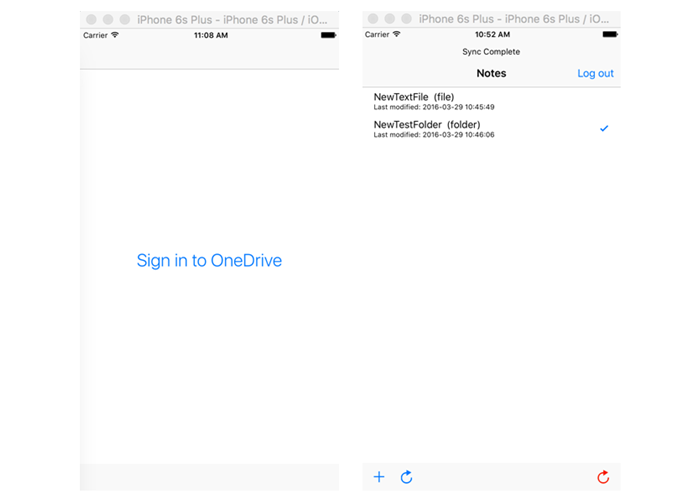 iPhone 6s Plus - iPhone 6s Plus / iO...
Carrier 11:08 AM
Sign in to OneDrive
iPhone 6s Plus - iPhone 6s Plus / iO...
Carrier 10:52 AM
Sync Complete
Notes Log out
NewTextFile (file)
Last modified: 2016-03-29 10:45:49
NewTestFolder (folder)
Last modified: 2016-03-29 10:46:06